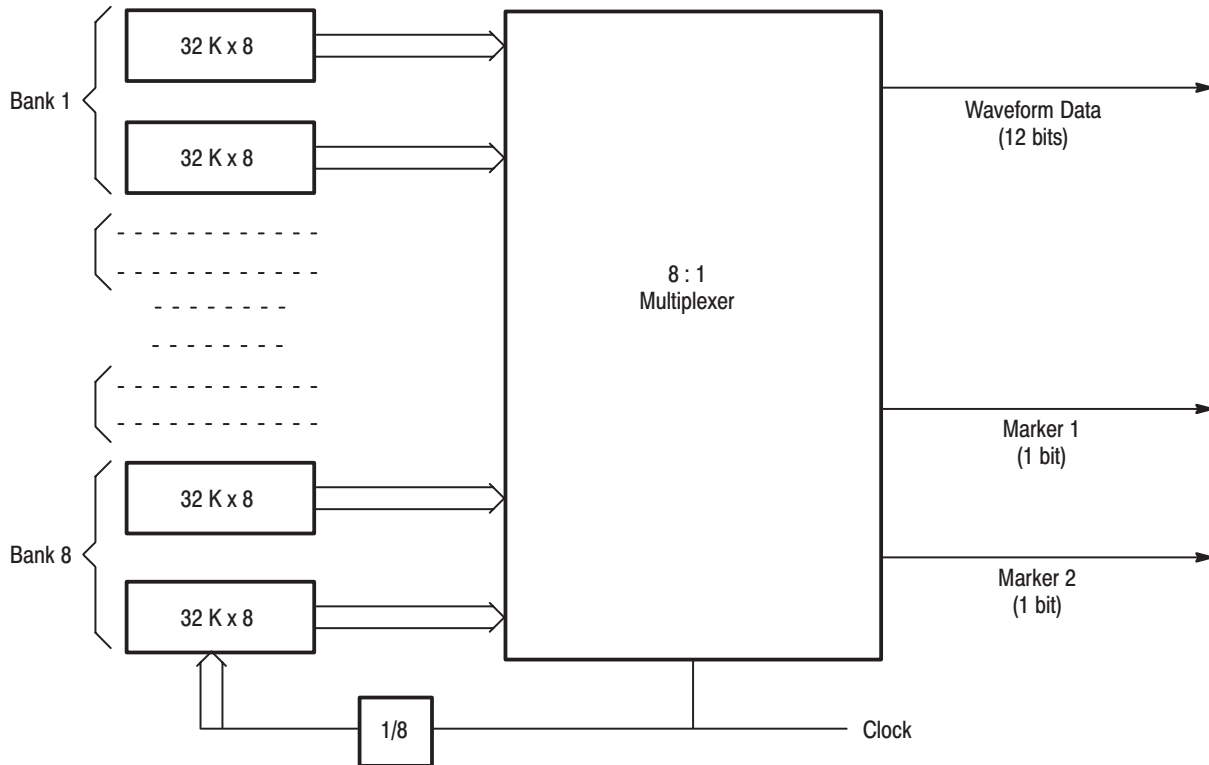 32 K x 8
Bank 1
32 K x 8
Waveform Data
(12 bits)
8 : 1
Multiplexer
Marker 1
(1 bit)
32 K x 8
Bank 8
32 K x 8
Marker 2
(1 bit)
1/8
Clock